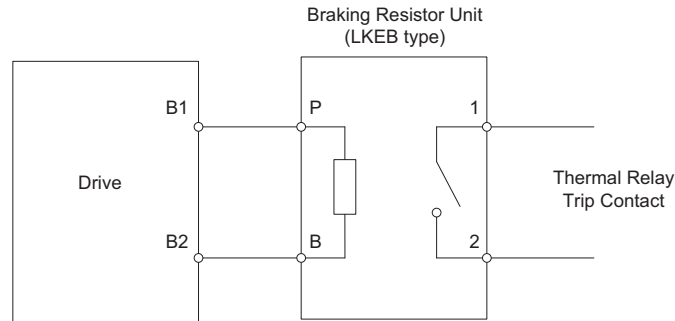 Braking Resistor Unit
(LKEB type)
B1
P
1
Drive
Thermal Relay
Trip Contact
B2
B
2